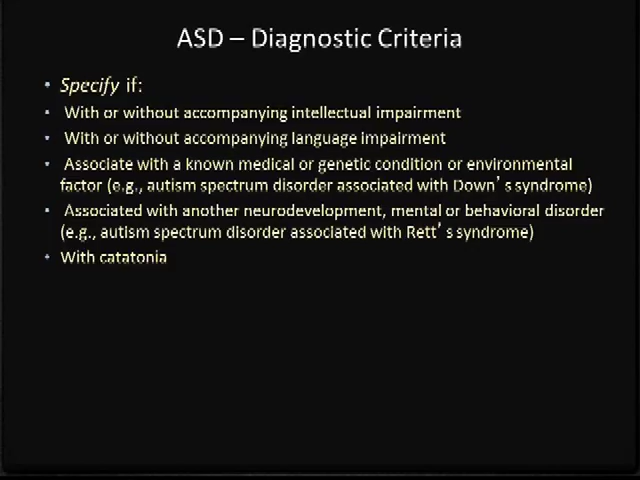 ASD – Diagnostic Criteria
• Specify if:
• With or without accompanying intellectual impairment
• With or without accompanying language impairment
• Associate with a known medical or genetic condition or environmental
factor (e.g., autism spectrum disorder associated with Down’s syndrome)
• Associated with another neurodevelopment, mental or behavioral disorder
(e.g., autism spectrum disorder associated with Rett’s syndrome)
• With catatonia